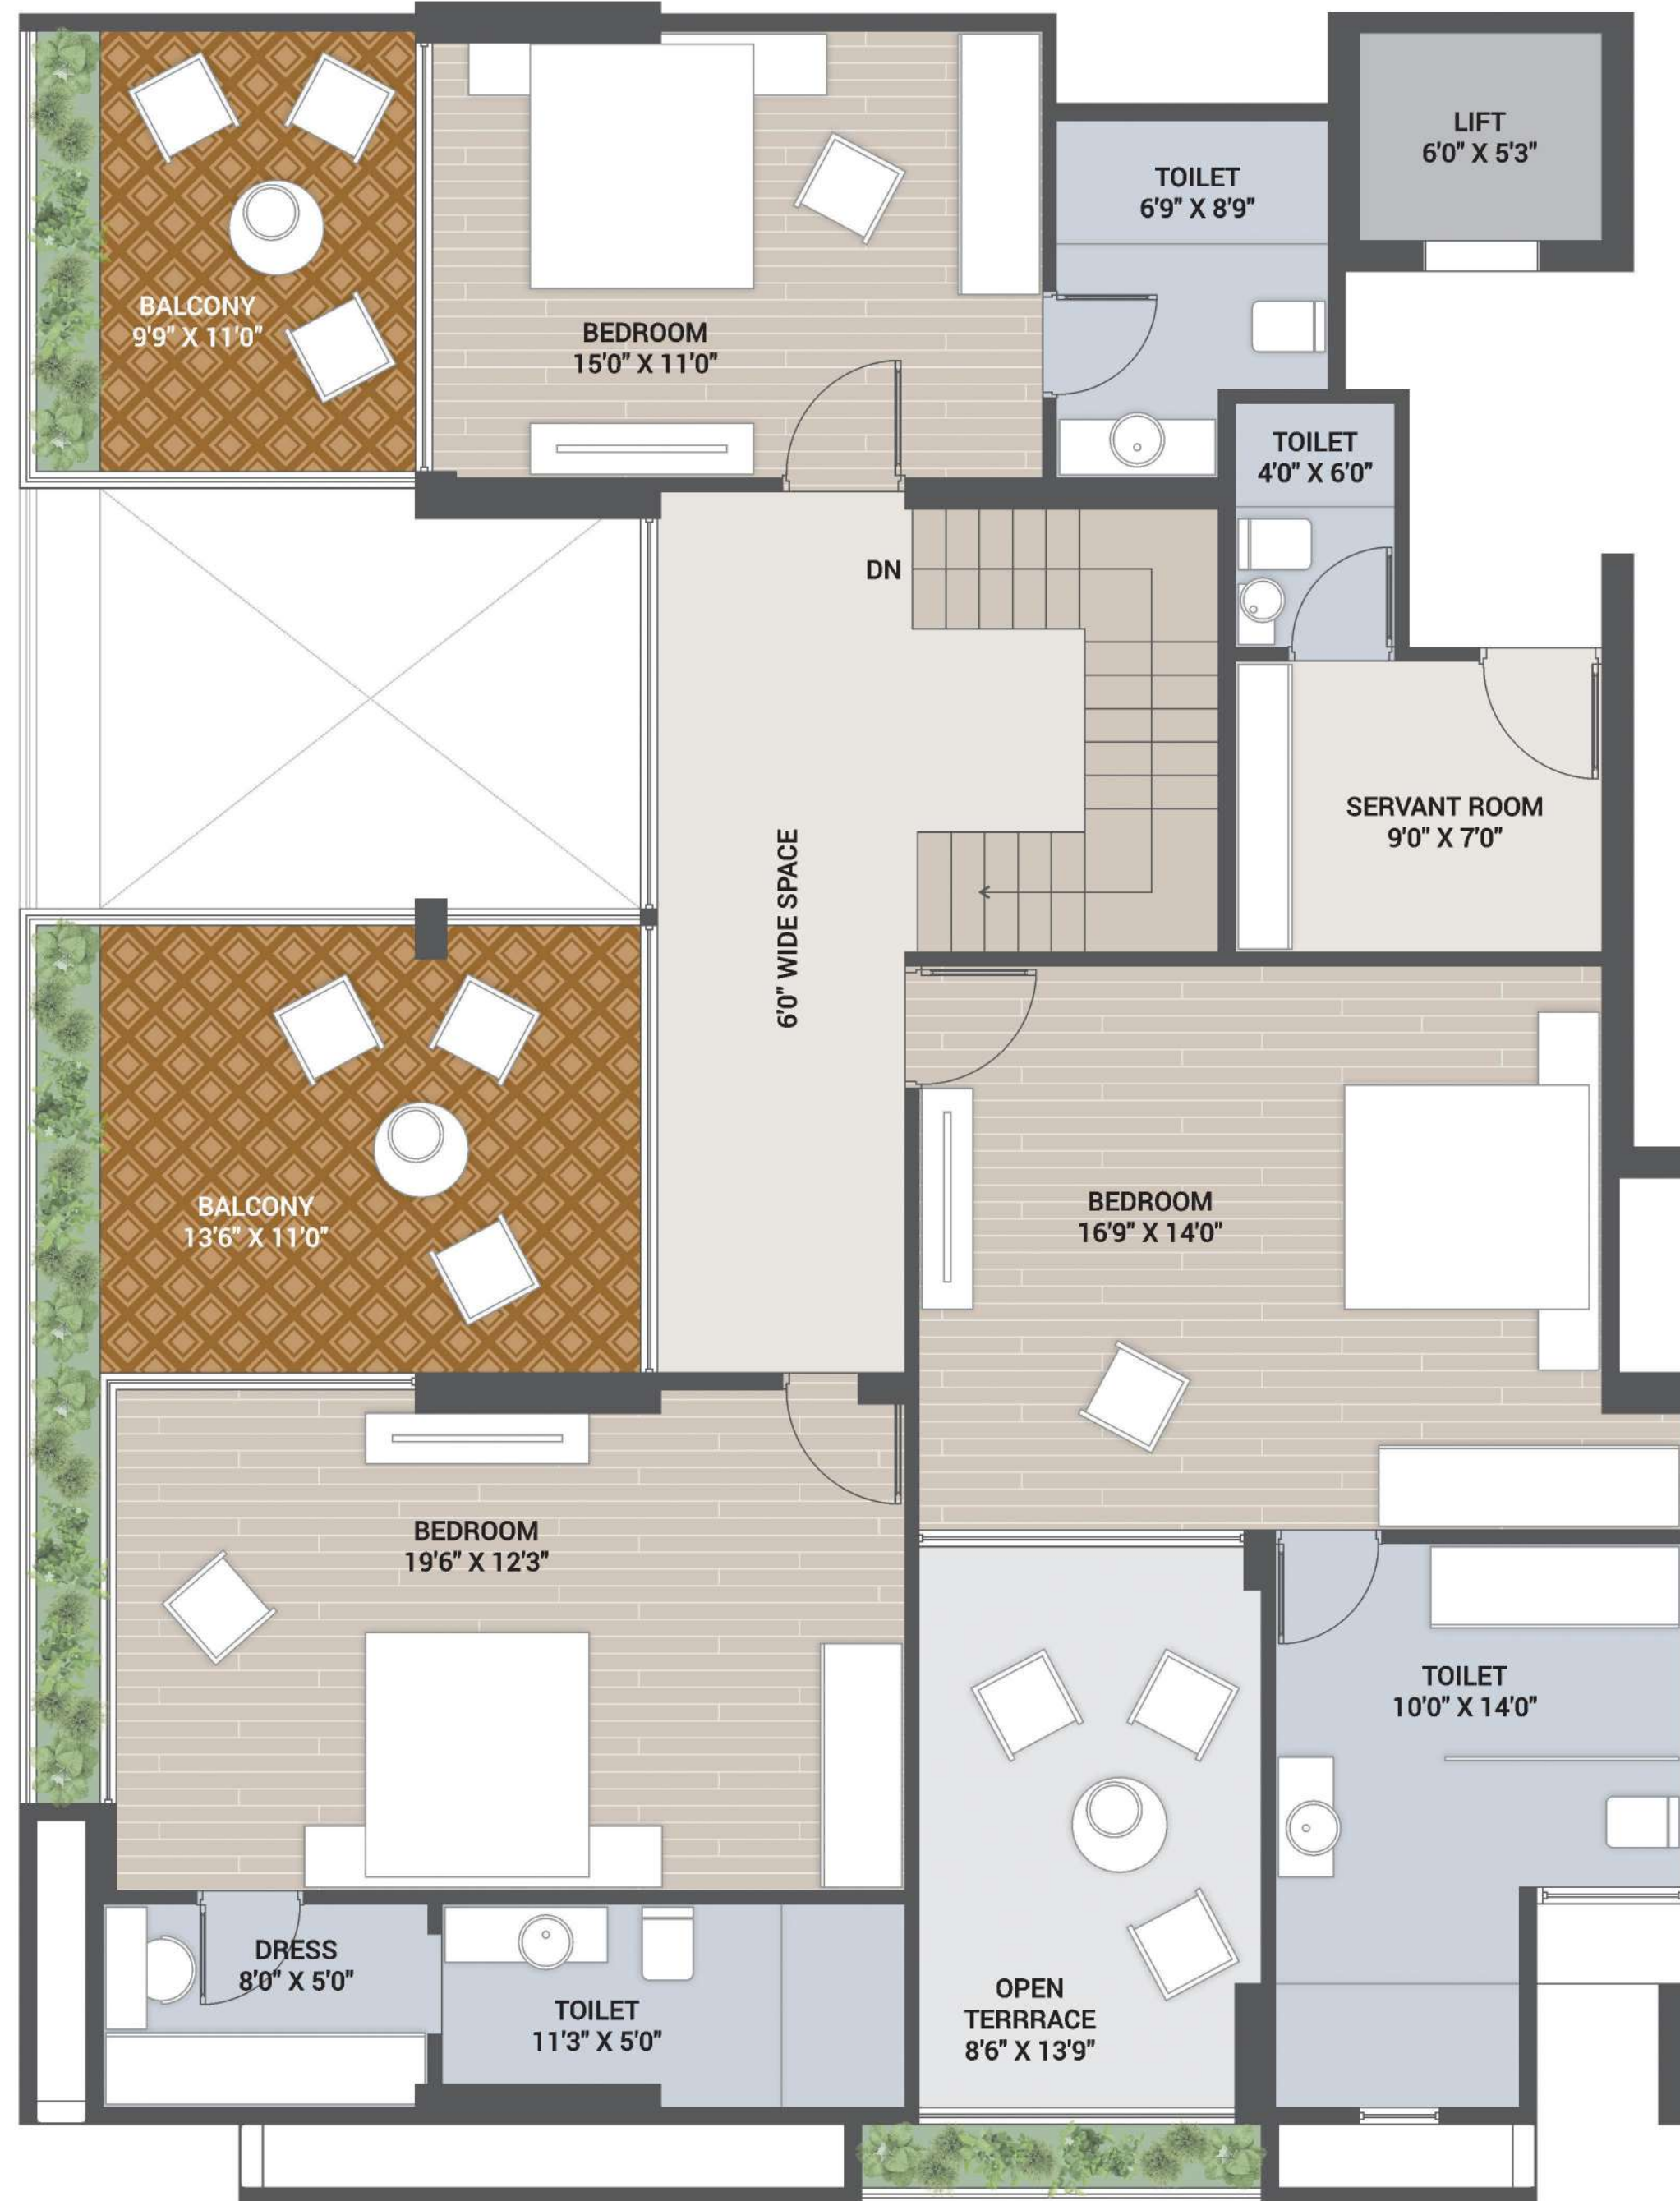 LIFT
6'0" X 5'3"
TOILET
6'9" X 8'9"
BALCONY
9'9" X 11'0"
BEDROOM
15'0" X 11'0"
TOILET
4'0" X 6'0"
DN
SERVANT ROOM
9'0" X 7'0"
6'0" WIDE SPACE
BALCONY
13'6" X 11'0"
BEDROOM
16'9" X 14'0"
BEDROOM
19'6" X 12'3"
TOILET
10'0" X 14'0"
DRESS
8'0" X 5'0"
TOILET
11'3" X 5'0"
OPEN
TERRRACE
8'6" X 13'9"